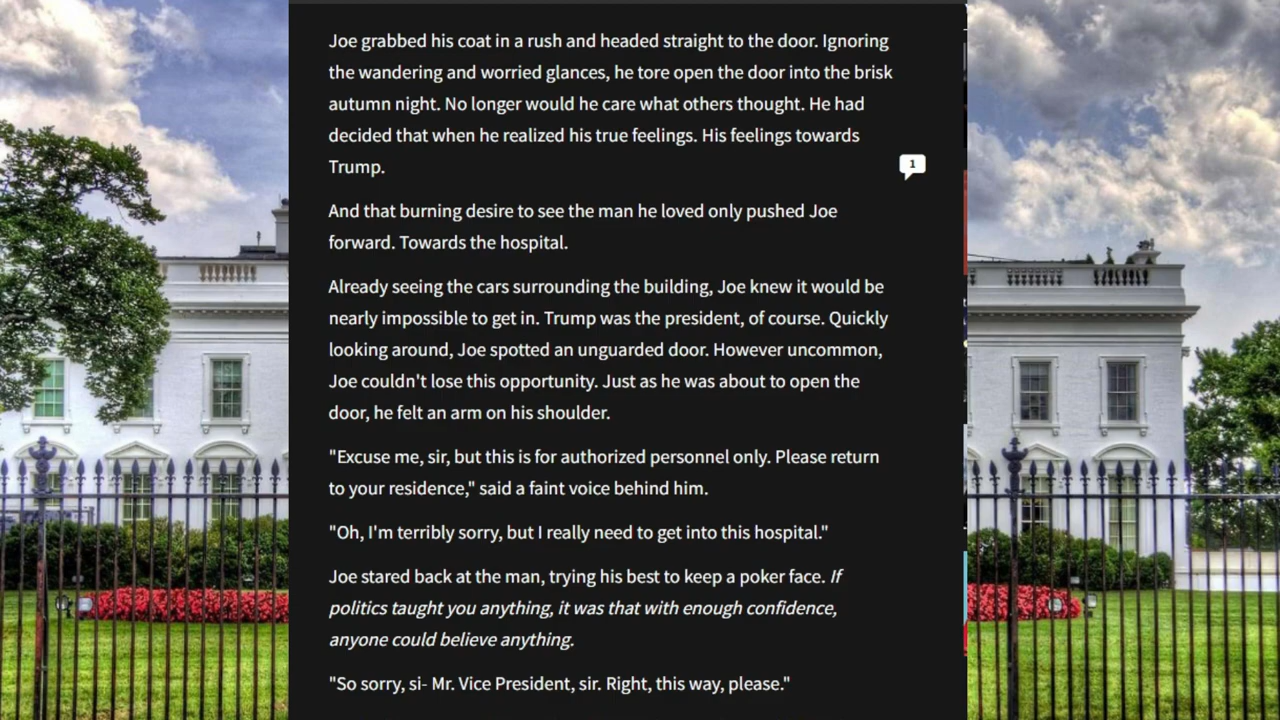 Joe grabbed his coat in a rush and headed straight to the door. Ignoring
the wandering and worried glances, he tore open the door into the brisk
autumn night. No longer would he care what others thought. He had
decided that when he realized his true feelings. His feelings towards
Trump.
1
And that burning desire to see the man he loved only pushed Joe
forward. Towards the hospital.
Already seeing the cars surrounding the building, Joe knew it would be
nearly impossible to get in. Trump was the president, of course. Quickly
looking around, Joe spotted an unguarded door. However uncommon,
Joe couldn't lose this opportunity. Just as he was about to open the
door, he felt an arm on his shoulder.
"Excuse me, sir, but this is for authorized personnel only. Please return
to your residence," said a faint voice behind him.
"Oh, I'm terribly sorry, but I really need to get into this hospital."
Joe stared back at the man, trying his best to keep a poker face. If
politics taught you anything, it was that with enough confidence,
anyone could believe anything.
"So sorry, si- Mr. Vice President, sir. Right, this way, please."